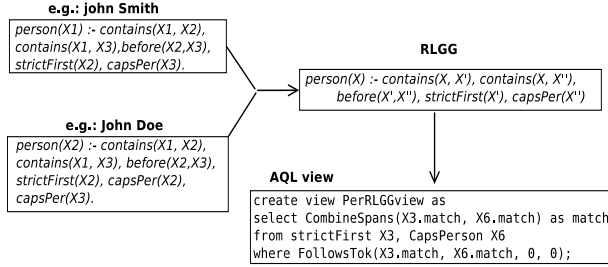 e.g.: john Smith
person(X1) :- contains(X1, X2),
contains(X1, X3),before(X2,X3),
strictFirst(X2), capsPer(X3).
e.g.: John Doe
person(X2) :- contains(X1, X2),
contains(X1, X3), before(X2,X3),
strictFirst(X2), capsPer(X2),
capsPer(X3).
RLGG
person(X) :- contains(X, X'), contains(X, X''),
before(X',X''), strictFirst(X'), capsPer(X'')
AQL view
create view PerRLGGview as
select CombineSpans(X3.match, X6.match) as match
from strictFirst X3, CapsPerson X6
where FollowsTok(X3.match, X6.match, 0, 0);